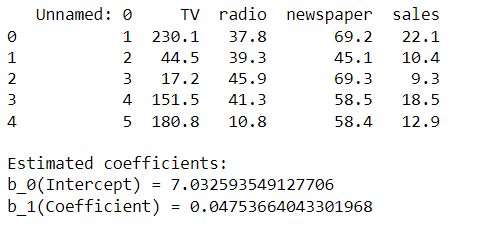 Unnamed: 0 TV radio newspaper sales
0 1 230.1 37.8 69.2 22.1
1 2 44.5 39.3 45.1 10.4
2 3 17.2 45.9 69.3 9.3
3 4 151.5 41.3 58.5 18.5
4 5 180.8 10.8 58.4 12.9
Estimated coefficients:
b_0(Intercept) = 7.032593549127706
b_1(Coefficient) = 0.04753664043301968